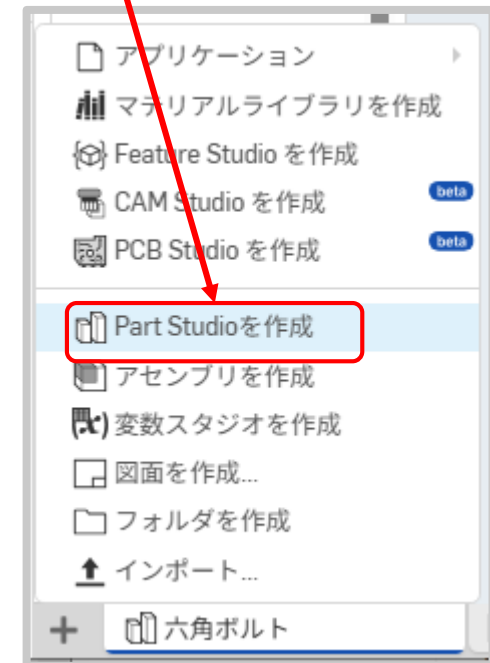 アプリケーション
マテリアルライブラリを作成
Feature Studio を作成
CAM Studio を作成 beta
PCB Studio を作成 beta
Part Studioを作成
アセンブリを作成
変数スタジオを作成
図面を作成...
フォルダを作成
インポート...
六角ボルト